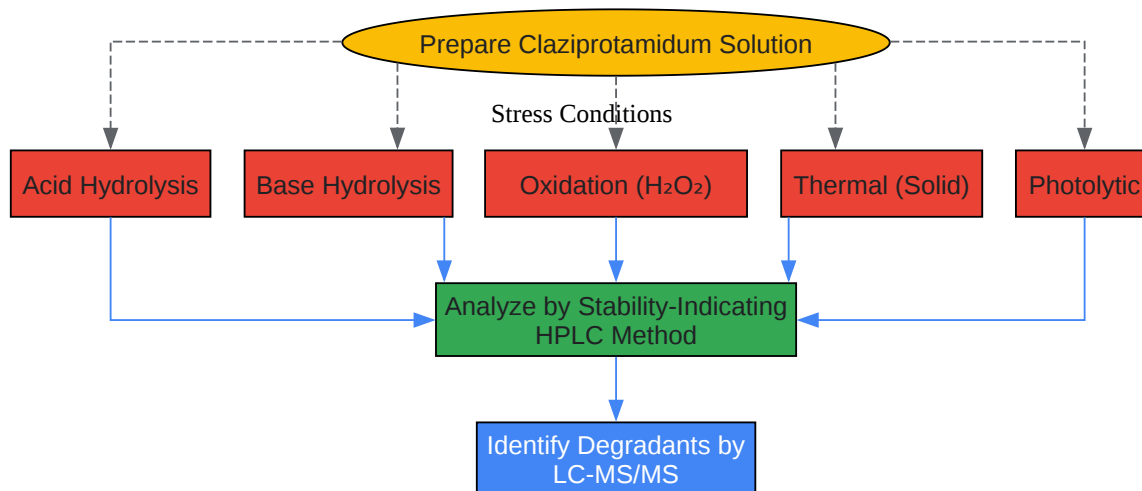 Prepare Claziprotamidum Solution
Stress Conditions
Acid Hydrolysis
Base Hydrolysis
Oxidation (H₂O₂)
Thermal (Solid)
Photolytic
Analyze by Stability-Indicating
HPLC Method
Identify Degradants by
LC-MS/MS